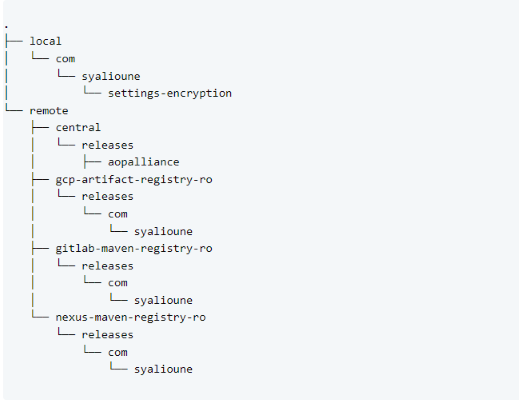 .
├── local
│   └── com
│       └── syalioune
│           └── settings-encryption
└── remote
    ├── central
    │   └── releases
    │       ├── aopalliance
    ├── gcp-artifact-registry-ro
    │   └── releases
    │       └── com
    │           └── syalioune
    ├── gitlab-maven-registry-ro
    │   └── releases
    │       └── com
    │           └── syalioune
    └── nexus-maven-registry-ro
        └── releases
            └── com
                └── syalioune